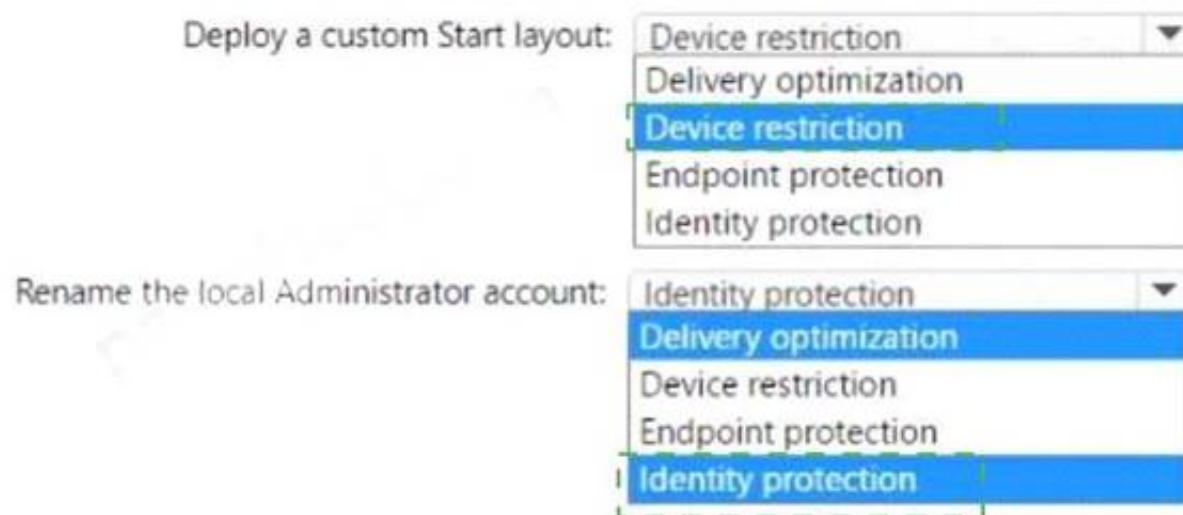 Deploy a custom Start layout: Device restriction
Delivery optimization
Device restriction
Endpoint protection
Identity protection
Rename the local Administrator account: Identity protection
Delivery optimization
Device restriction
Endpoint protection
Identity protection